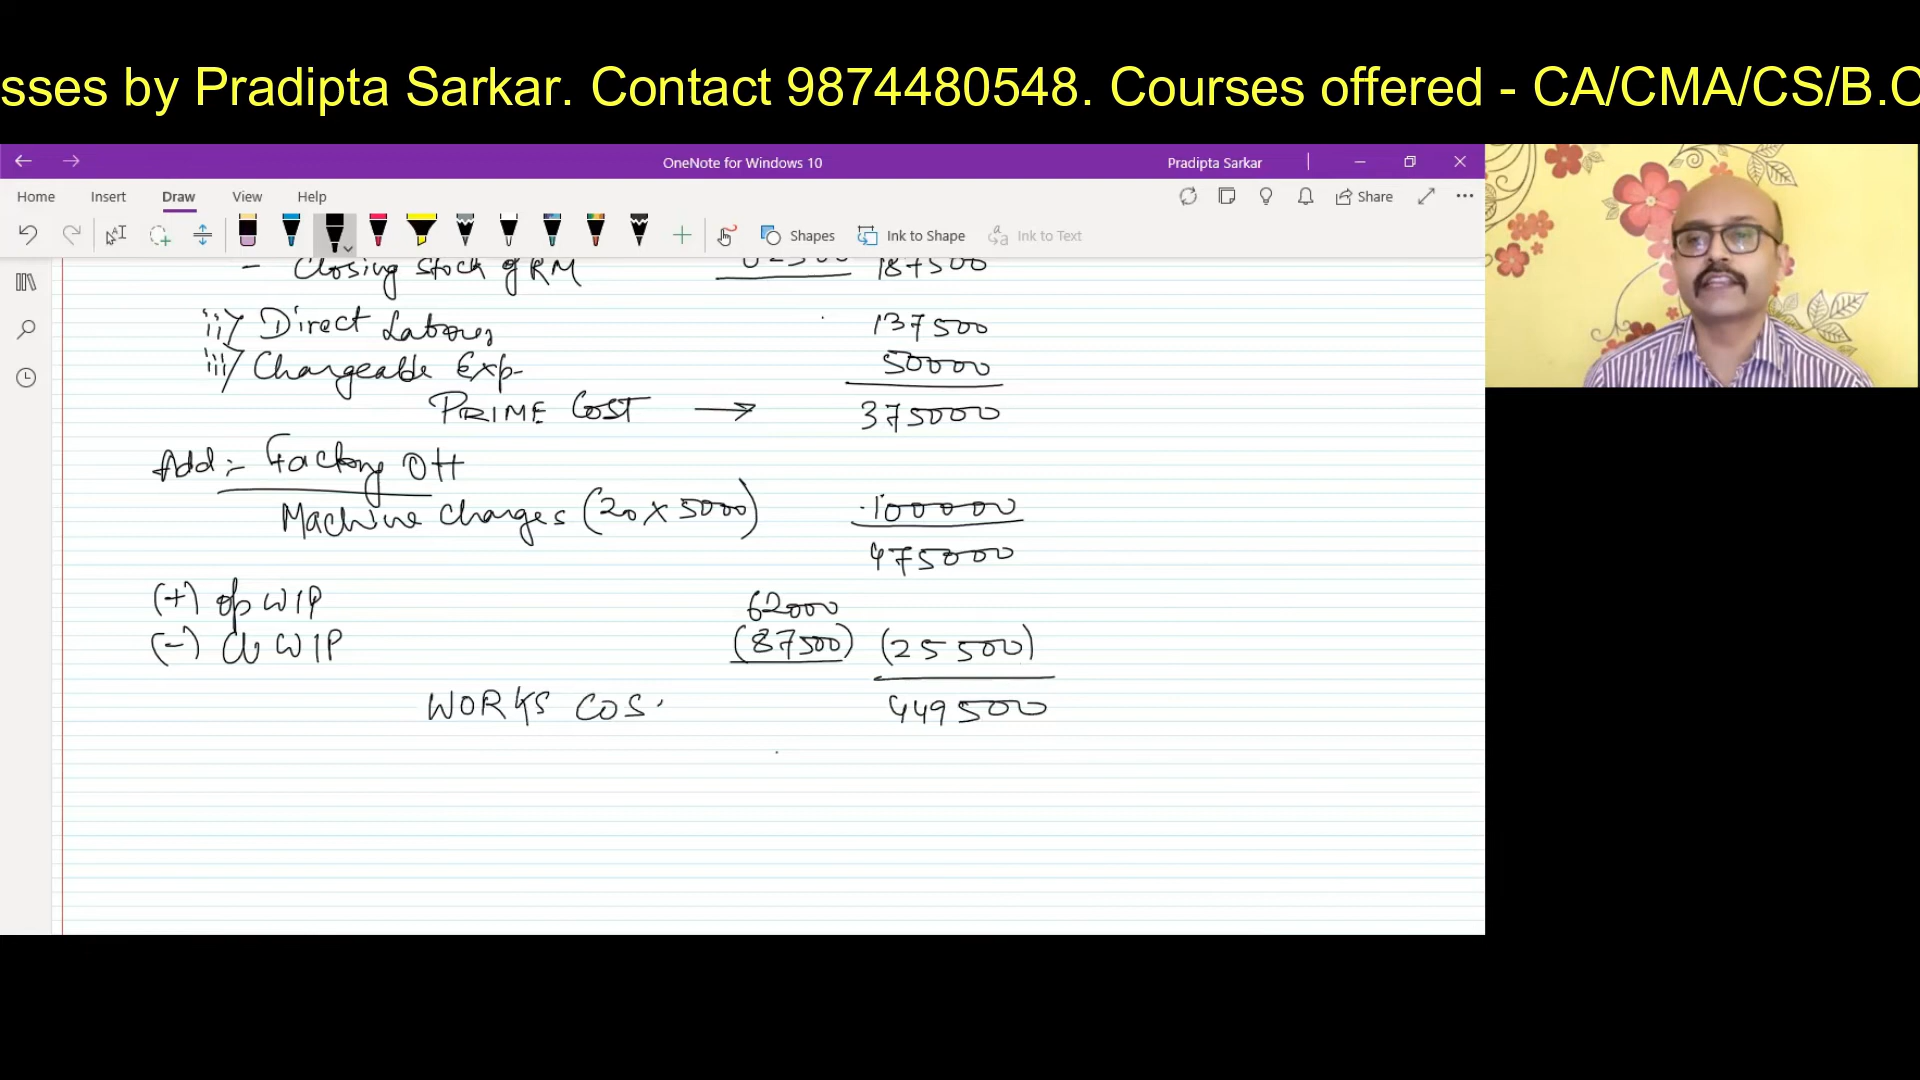 sses by Pradipta Sarkar. Contact 9874480548. Courses offered - CA/CMA/CS/B.C
OneNote for Windows 10
Pradipta Sarkar
Home Insert Draw View Help
Share
Shapes
Ink to Shape
Ink to Text
- Closing stock of RM 187500
ii) Direct Labour 137500
iii) Chargeable Exp- 50000
PRIME COST → 375000
Add:- Factory OH
Machine charges (20 x 5000) 100000
475000
(+) op WIP 62000
(-) cl WIP (87500) (25500)
WORKS COS 449500